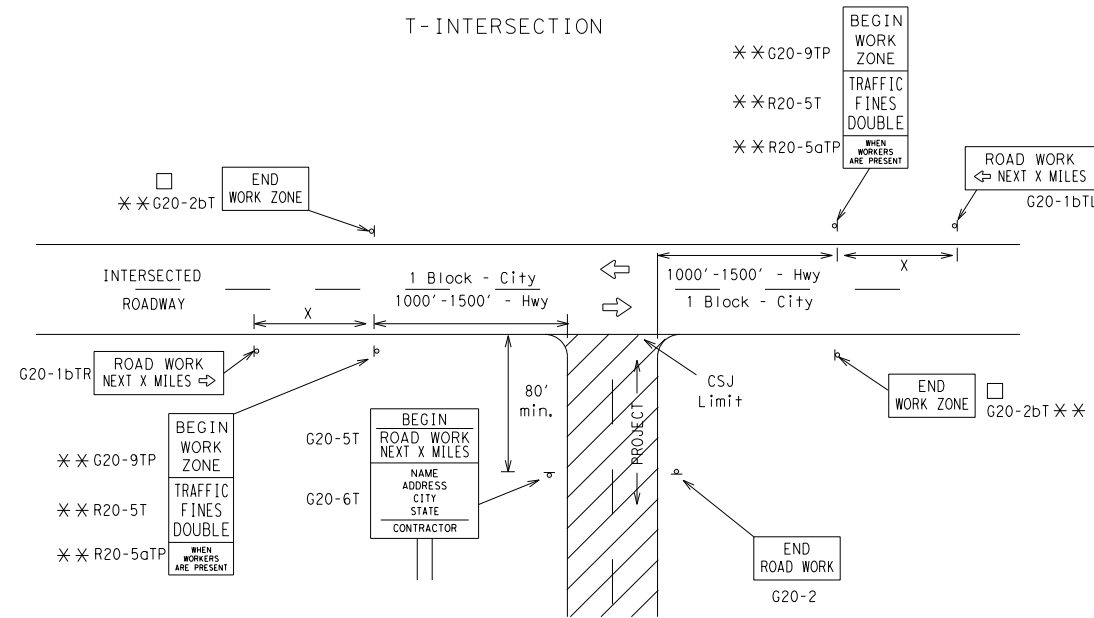 T-INTERSECTION
BEGIN
WORK
ZONE
TRAFFIC
FINES
DOUBLE
WHEN
WORKERS
ARE PRESENT
** G20-9TP
** R20-5T
** R20-5aTP
ROAD WORK
⇦ NEXT X MILES
G20-1bTL
END
WORK ZONE
□
** G20-2bT
INTERSECTED
ROADWAY
1 Block - City
1000'-1500' - Hwy
X
1000'-1500' - Hwy
1 Block - City
X
G20-1bTR
ROAD WORK
NEXT X MILES ⇨
80'
min.
CSJ
Limit
PROJECT
END
WORK ZONE
□
G20-2bT **
** G20-9TP
** R20-5T
** R20-5aTP
BEGIN
WORK
ZONE
TRAFFIC
FINES
DOUBLE
WHEN
WORKERS
ARE PRESENT
G20-5T
G20-6T
BEGIN
ROAD WORK
NEXT X MILES
NAME
ADDRESS
CITY
STATE
CONTRACTOR
END
ROAD WORK
G20-2